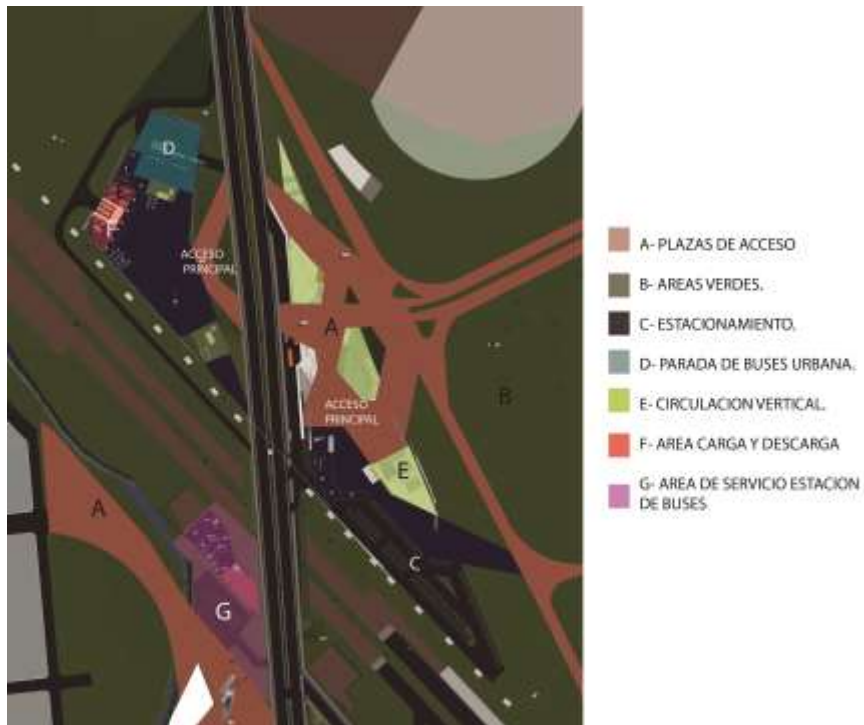 D
ACCESO
PRINCIPAL
A
ACCESO
PRINCIPAL
B
E
A
C
G
A- PLAZAS DE ACCESO
B- AREAS VERDES.
C- ESTACIONAMIENTO.
D- PARADA DE BUSES URBANA.
E- CIRCULACION VERTICAL.
F- AREA CARGA Y DESCARGA
G- AREA DE SERVICIO ESTACION
DE BUSES